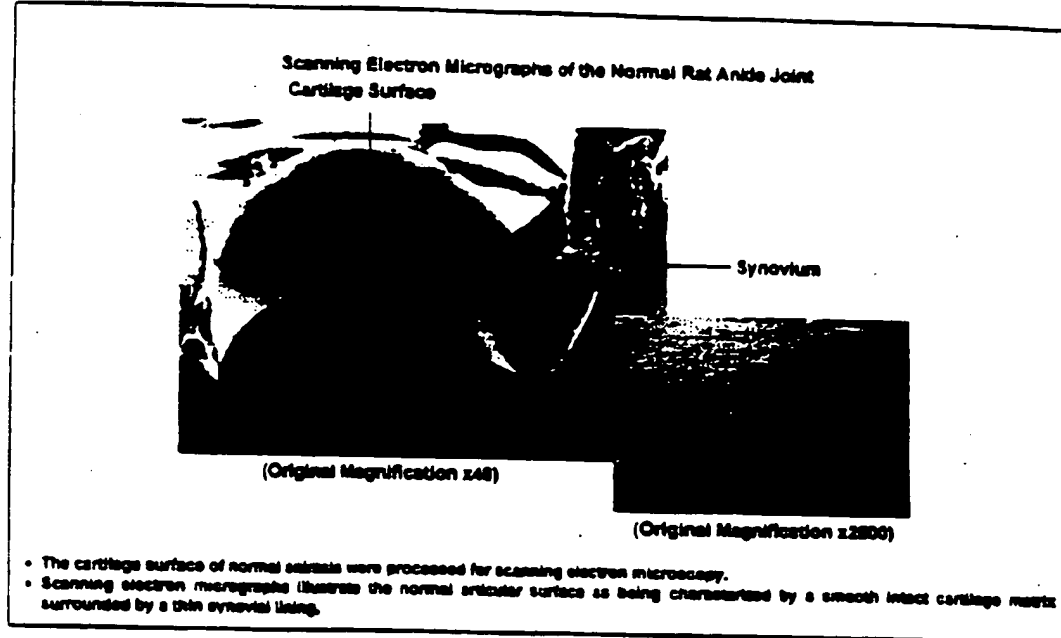 Scanning Electron Micrographs of the Normal Rat Ankle Joint
Cartilage Surface
Synovium
(Original Magnification x48)
(Original Magnification x2800)
• The cartilage surface of normal animals were processed for scanning electron microscopy.
• Scanning electron micrographs illustrate the normal articular surface as being characterized by a smooth intact cartilage matrix
surrounded by a thin synovial lining.